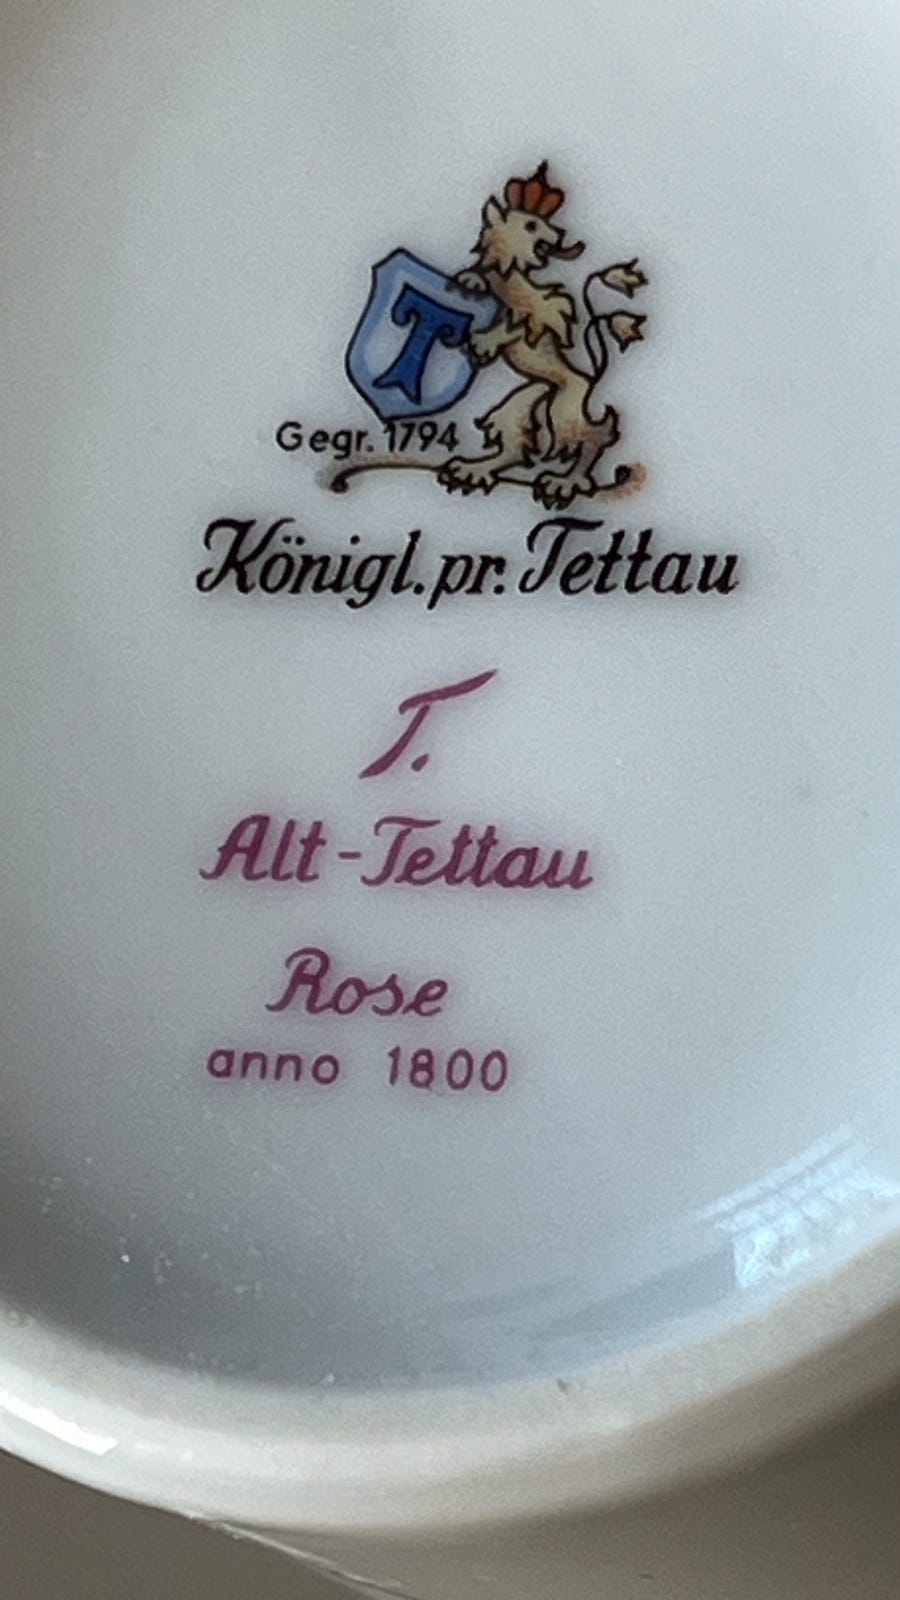 T
Gegr. 1794
Königl. pr. Tettau
T.
Alt-Tettau
Rose
anno 1800